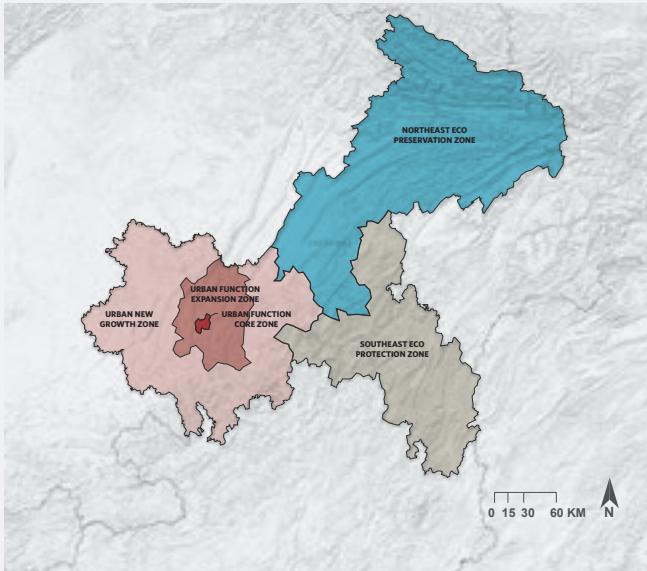 NORTHEAST ECO
PRESERVATION ZONE
URBAN FUNCTION
EXPANSION ZONE
URBAN NEW
GROWTH ZONE
URBAN FUNCTION
CORE ZONE
SOUTHEAST ECO
PROTECTION ZONE
0 15 30 60 KM
N